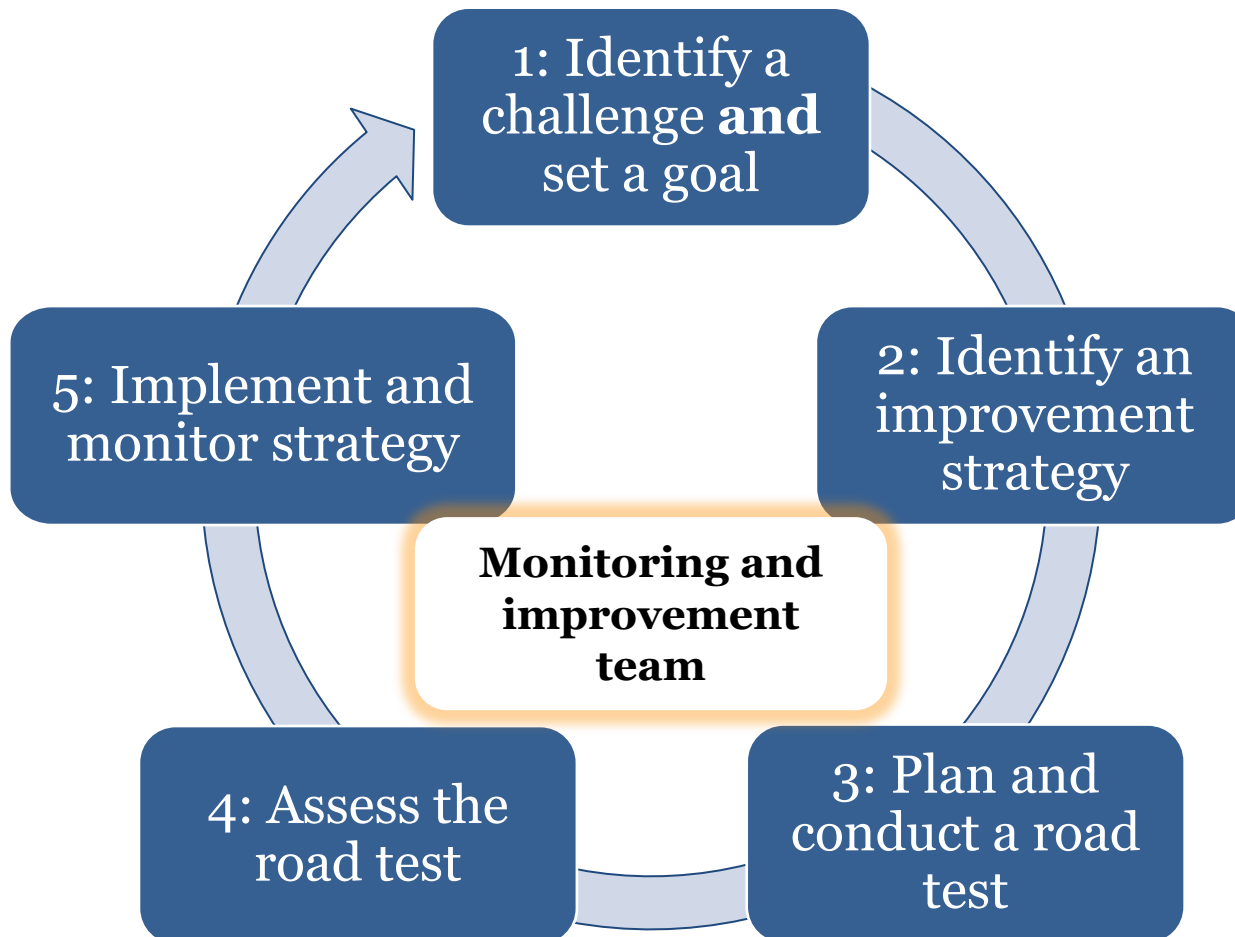 1: Identify a
challenge and
set a goal
2: Identify an
improvement
strategy
3: Plan and
conduct a road
test
4: Assess the
road test
5: Implement and
monitor strategy
Monitoring and
improvement
team